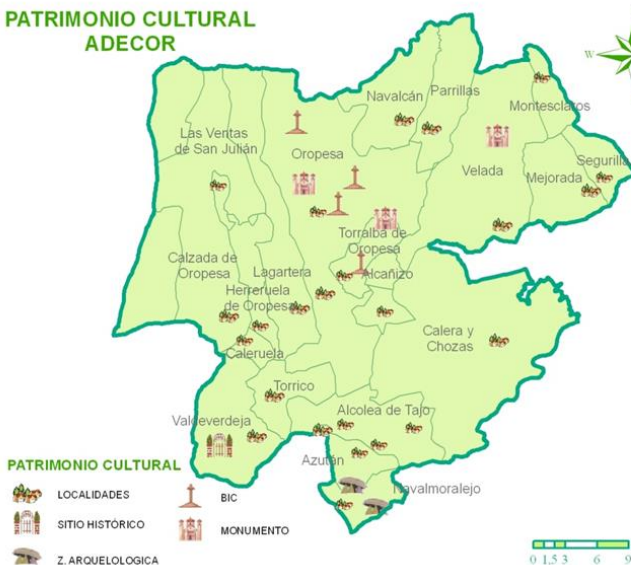 PATRIMONIO CULTURAL
ADECOR
W
Navalcán
Parrillas
Montesclaros
Las Ventas
de San Julián
Oropesa
Velada
Segurilla
Mejorada
Torralba de
Oropesa
Calzada de
Oropesa
Lagartera
Alcañizo
Herreruela
de Oropesa
Calera y
Chozas
Caleruela
Torrico
Alcolea de Tajo
Valdeverdeja
Azután
Navalmoralejo
PATRIMONIO CULTURAL
LOCALIDADES
BIC
SITIO HISTÓRICO
MONUMENTO
Z. ARQUELOLOGICA
0 1,5 3 6 9